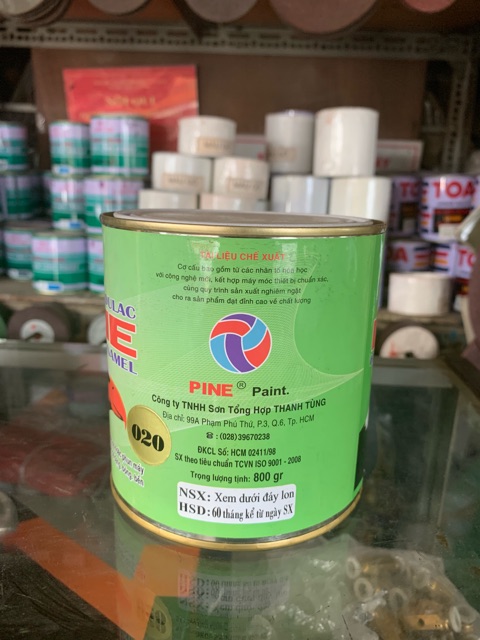 LIỆU CHẾ XUẤT
Cơ cấu bao gồm từ các nhân tố hóa học
với công nghệ mới, kết hợp máy móc thiết bị chuẩn xác,
cùng quy trình sản xuất nghiêm ngặt
cho ra sản phẩm đạt đỉnh cao về chất lượng
PINE ® Paint.
Công ty TNHH Sơn Tổng Hợp THANH TÙNG
Địa chỉ: 99A Phạm Phú Thứ, P.3, Q.6, Tp. HCM
☎ : (028)39670238
ĐKCL Số: HCM 02411/98
SX theo tiêu chuẩn TCVN ISO 9001 - 2008
Trọng lượng tịnh: 800 gr
NSX: Xem dưới đáy lon
HSD: 60 tháng kể từ ngày SX
020
TOA
TOA